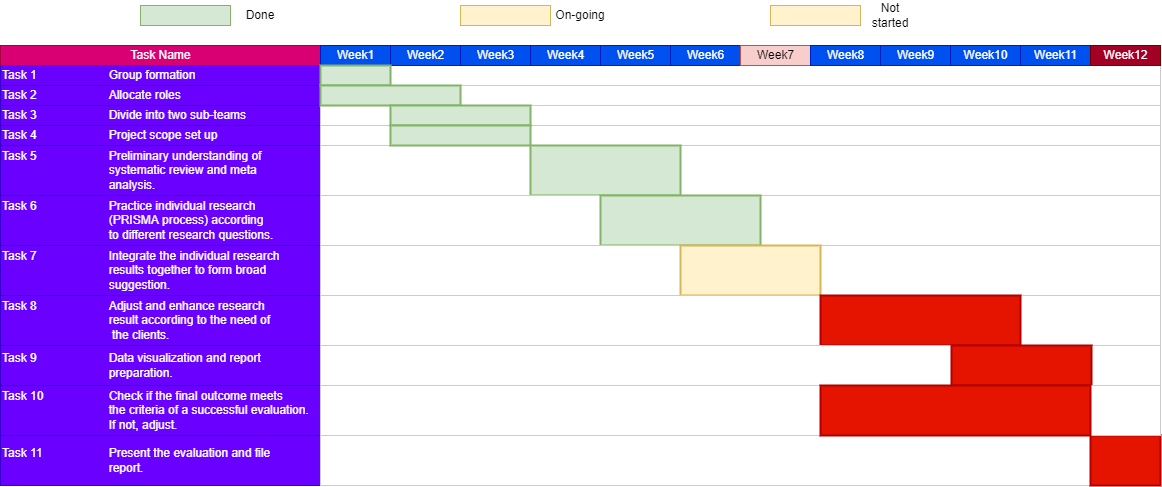 Done
On-going
Not
started
Task Name
Week1
Week2
Week3
Week4
Week5
Week6
Week7
Week8
Week9
Week10
Week11
Week12
Task 1
Group formation
Task 2
Allocate roles
Task 3
Divide into two sub-teams
Task 4
Project scope set up
Task 5
Preliminary understanding of
systematic review and meta
analysis.
Task 6
Practice individual research
(PRISMA process) according
to different research questions.
Task 7
Integrate the individual research
results together to form broad
suggestion.
Task 8
Adjust and enhance research
result according to the need of
the clients.
Task 9
Data visualization and report
preparation.
Task 10
Check if the final outcome meets
the criteria of a successful evaluation.
If not, adjust.
Task 11
Present the evaluation and file
report.